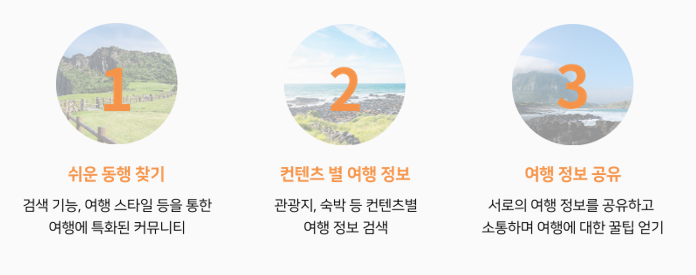 1
쉬운 동행 찾기
검색 기능, 여행 스타일 등을 통한
여행에 특화된 커뮤니티
2
컨텐츠 별 여행 정보
관광지, 숙박 등 컨텐츠별
여행 정보 검색
3
여행 정보 공유
서로의 여행 정보를 공유하고
소통하며 여행에 대한 꿀팁 얻기